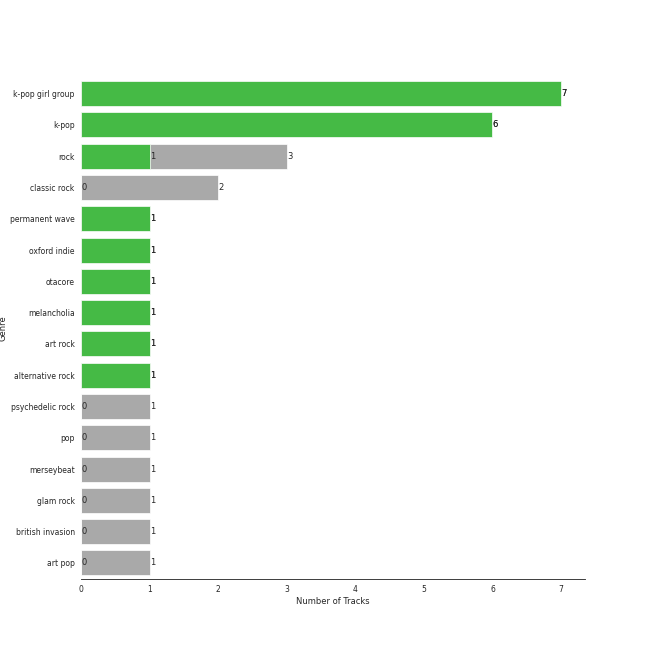 k-pop girl group 7
k-pop 6
rock 1 3
classic rock 0 2
permanent wave 1
oxford indie 1
otacore 1
melancholia 1
art rock 1
alternative rock 1
psychedelic rock 0 1
pop 0 1
merseybeat 0 1
glam rock 0 1
british invasion 0 1
art pop 0 1
0 1 2 3 4 5 6 7
Number of Tracks
Genre